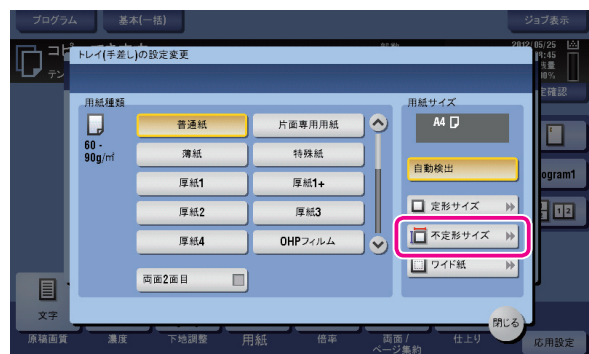 プログラム 基本(一括) ジョブ表示
トレイ(手差し)の設定変更
用紙種類 用紙サイズ
普通紙 片面専用用紙 A4
60 -
90g/㎡
薄紙 特殊紙
自動検出
厚紙1 厚紙1+
定形サイズ
厚紙2 厚紙3
不定形サイズ
厚紙4 OHPフィルム
ワイド紙
両面2面目
閉じる
文字
原稿画質 濃度 下地調整 用紙 倍率 両面 / 仕上り 応用設定
ページ集約